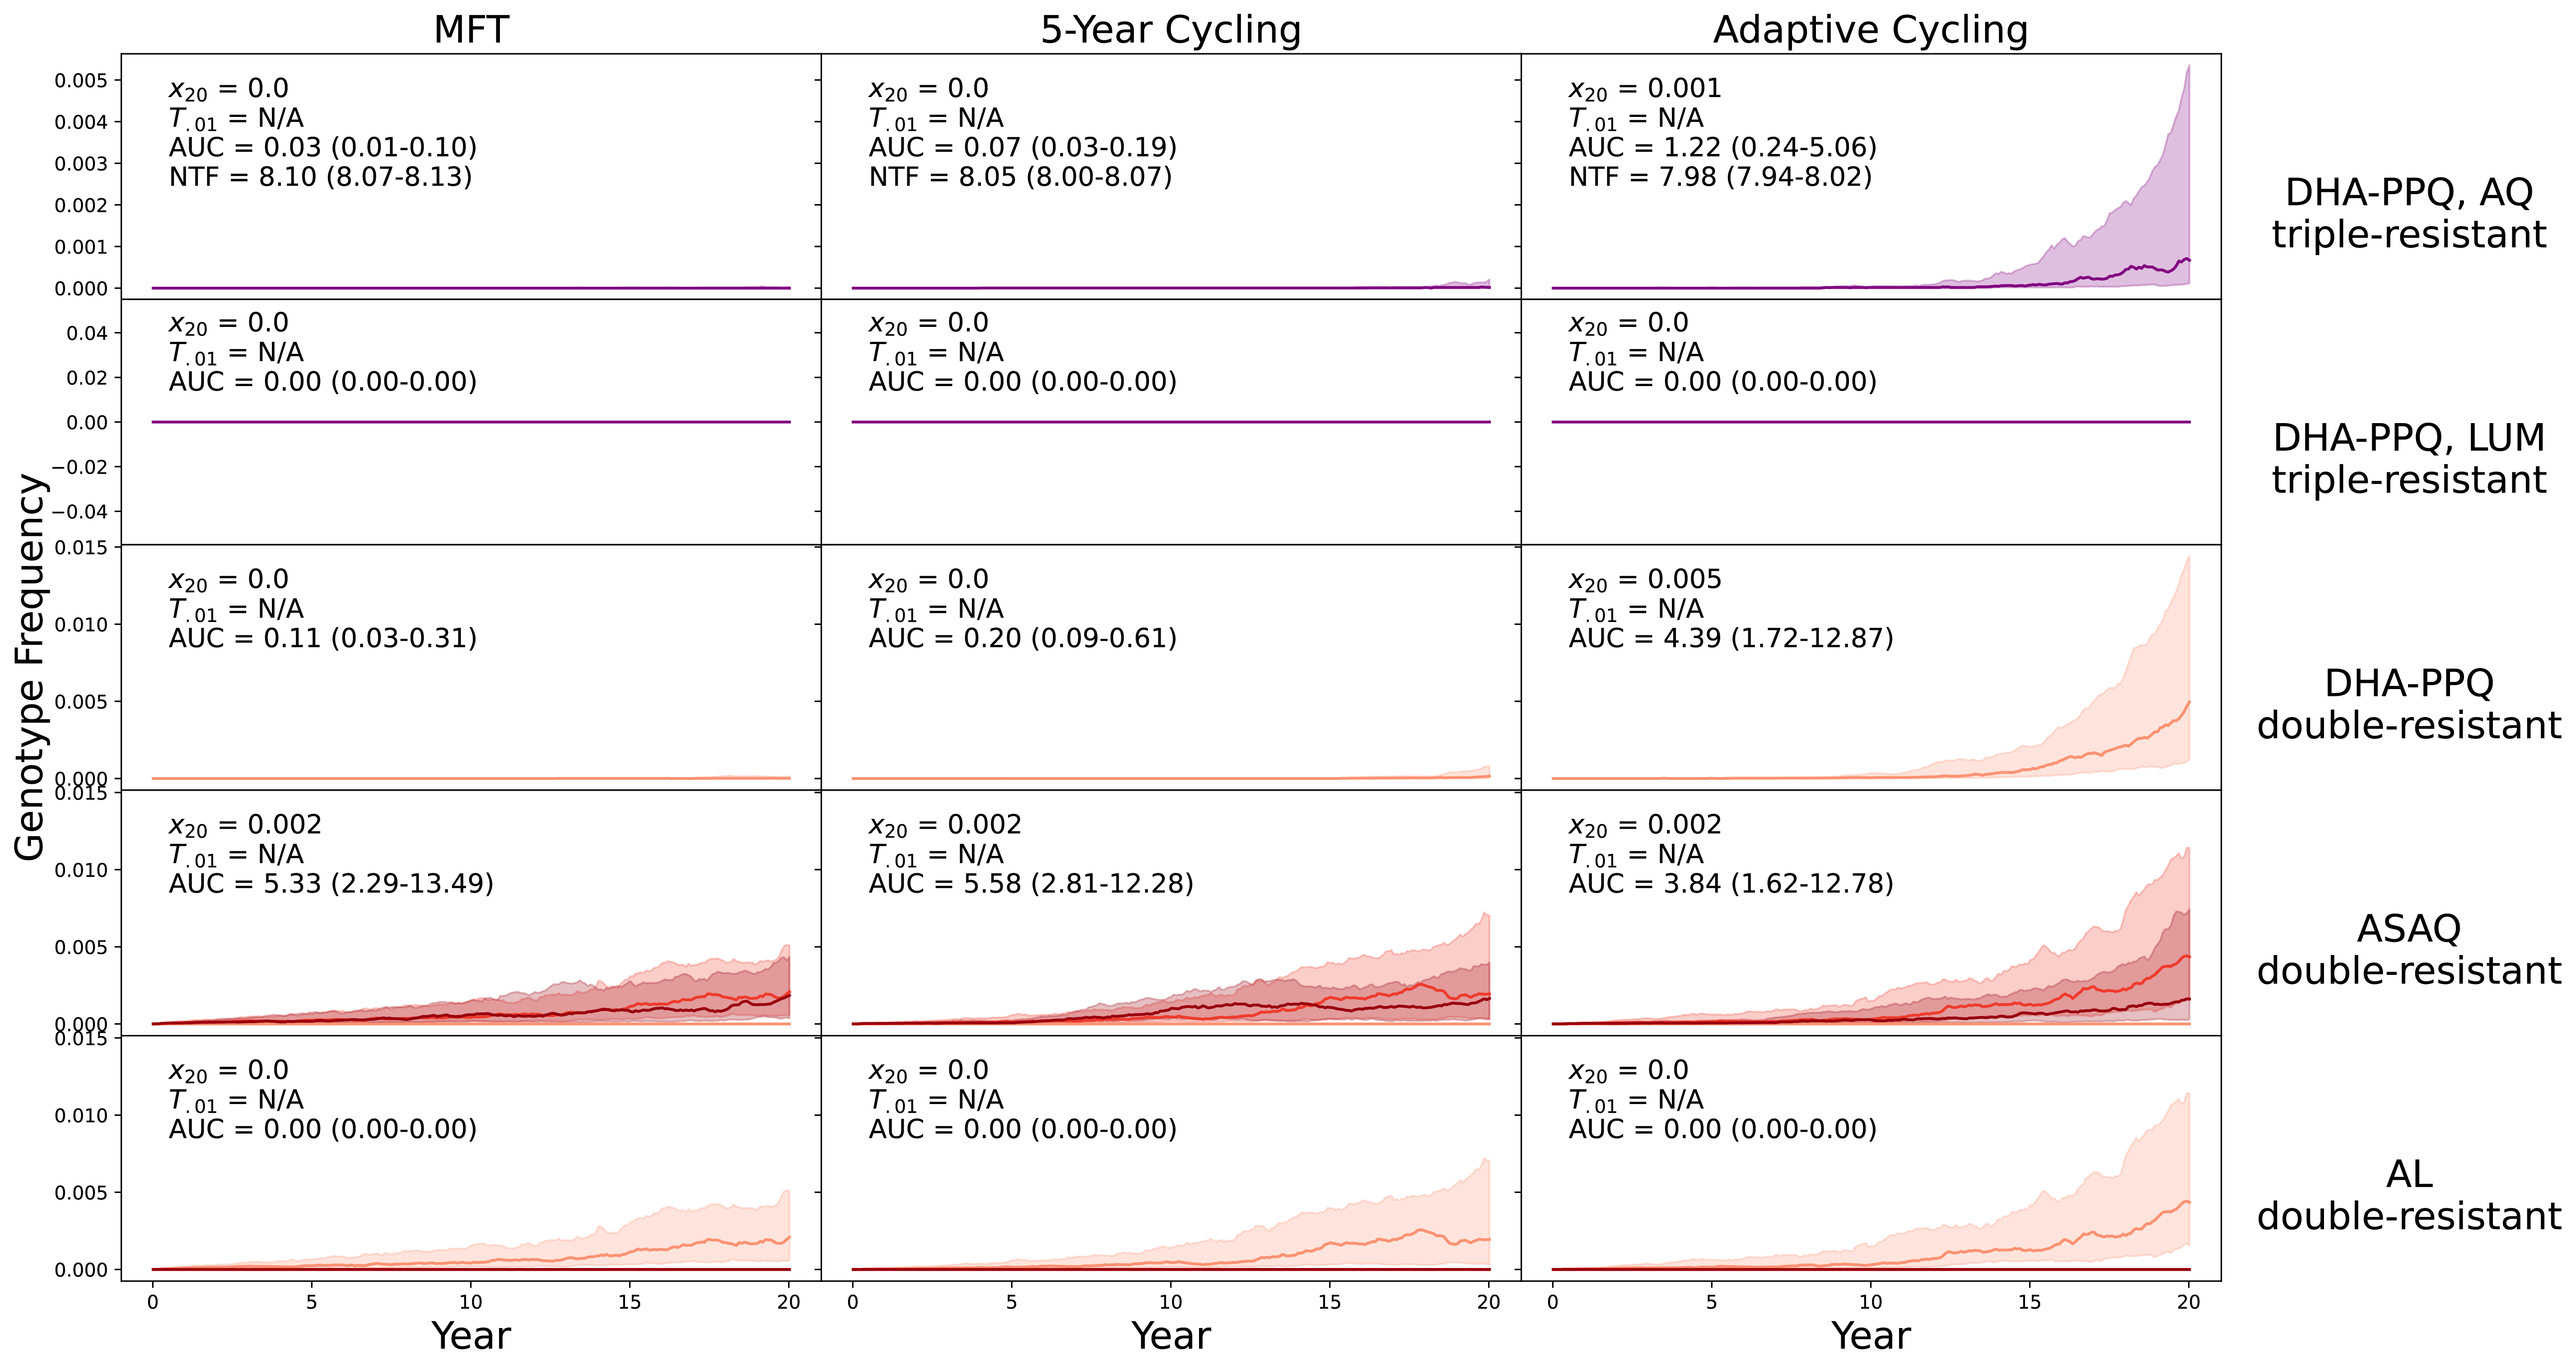 MFT
5-Year Cycling
Adaptive Cycling
Genotype Frequency
0.005
0.004
0.003
0.002
0.001
0.000
x20 = 0.0
T.01 = N/A
AUC = 0.03 (0.01-0.10)
NTF = 8.10 (8.07-8.13)
x20 = 0.0
T.01 = N/A
AUC = 0.07 (0.03-0.19)
NTF = 8.05 (8.00-8.07)
x20 = 0.001
T.01 = N/A
AUC = 1.22 (0.24-5.06)
NTF = 7.98 (7.94-8.02)
DHA-PPQ, AQ
triple-resistant
0.04
0.02
0.00
−0.02
−0.04
x20 = 0.0
T.01 = N/A
AUC = 0.00 (0.00-0.00)
x20 = 0.0
T.01 = N/A
AUC = 0.00 (0.00-0.00)
x20 = 0.0
T.01 = N/A
AUC = 0.00 (0.00-0.00)
DHA-PPQ, LUM
triple-resistant
0.015
0.010
0.005
0.000
x20 = 0.0
T.01 = N/A
AUC = 0.11 (0.03-0.31)
x20 = 0.0
T.01 = N/A
AUC = 0.20 (0.09-0.61)
x20 = 0.005
T.01 = N/A
AUC = 4.39 (1.72-12.87)
DHA-PPQ
double-resistant
0.015
0.010
0.005
0.000
x20 = 0.002
T.01 = N/A
AUC = 5.33 (2.29-13.49)
x20 = 0.002
T.01 = N/A
AUC = 5.58 (2.81-12.28)
x20 = 0.002
T.01 = N/A
AUC = 3.84 (1.62-12.78)
ASAQ
double-resistant
0.015
0.010
0.005
0.000
x20 = 0.0
T.01 = N/A
AUC = 0.00 (0.00-0.00)
x20 = 0.0
T.01 = N/A
AUC = 0.00 (0.00-0.00)
x20 = 0.0
T.01 = N/A
AUC = 0.00 (0.00-0.00)
AL
double-resistant
0 5 10 15 20
0 5 10 15 20
0 5 10 15 20
Year
Year
Year